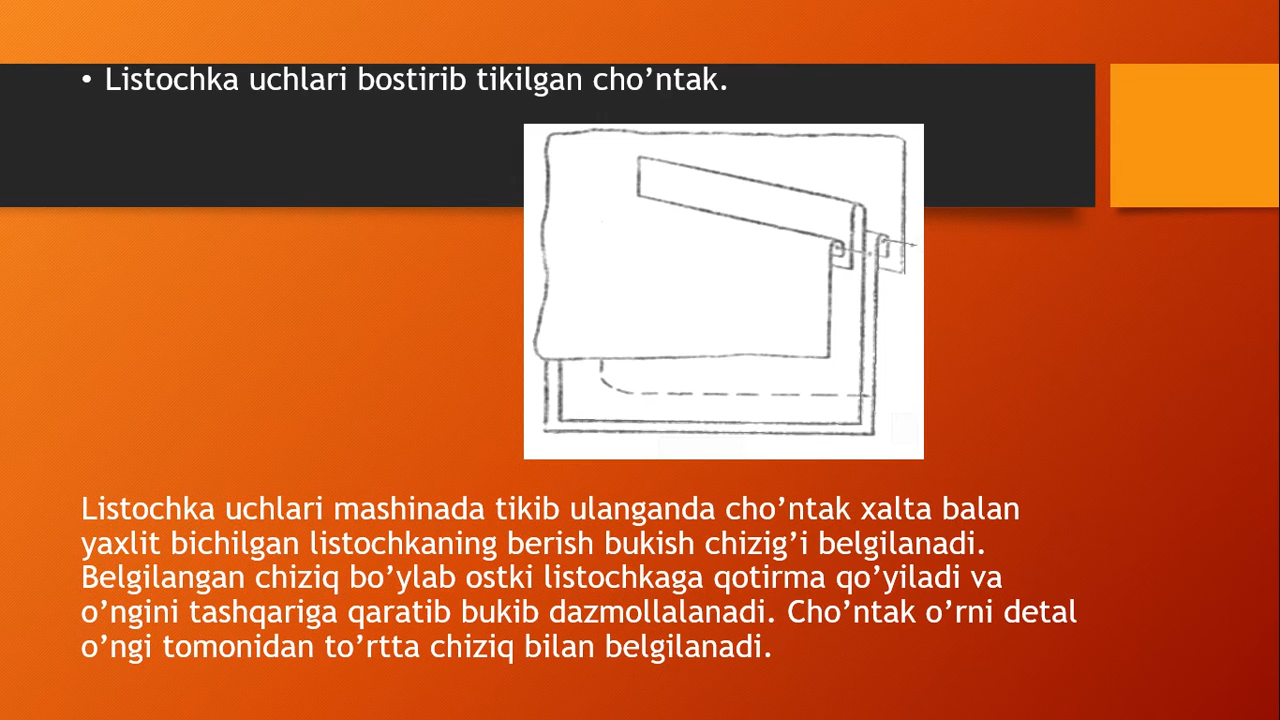 • Listochka uchlari bostirib tikilgan cho’ntak.
Listochka uchlari mashinada tikib ulanganda cho’ntak xalta balan
yaxlit bichilgan listochkaning berish bukish chizig’i belgilanadi.
Belgilangan chiziq bo’ylab ostki listochkaga qotirma qo’yiladi va
o’ngini tashqariga qaratib bukib dazmollalanadi. Cho’ntak o’rni detal
o’ngi tomonidan to’rtta chiziq bilan belgilanadi.